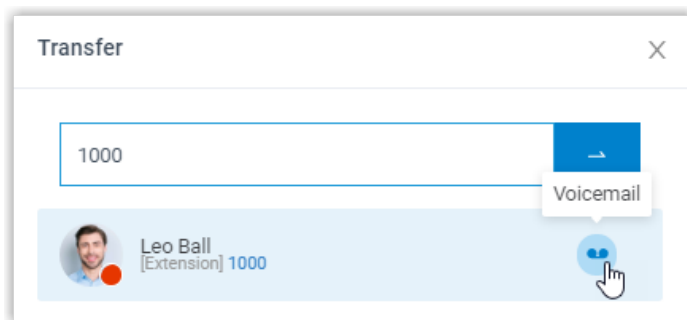 Transfer
1000
Voicemail
Leo Ball
[Extension] 1000